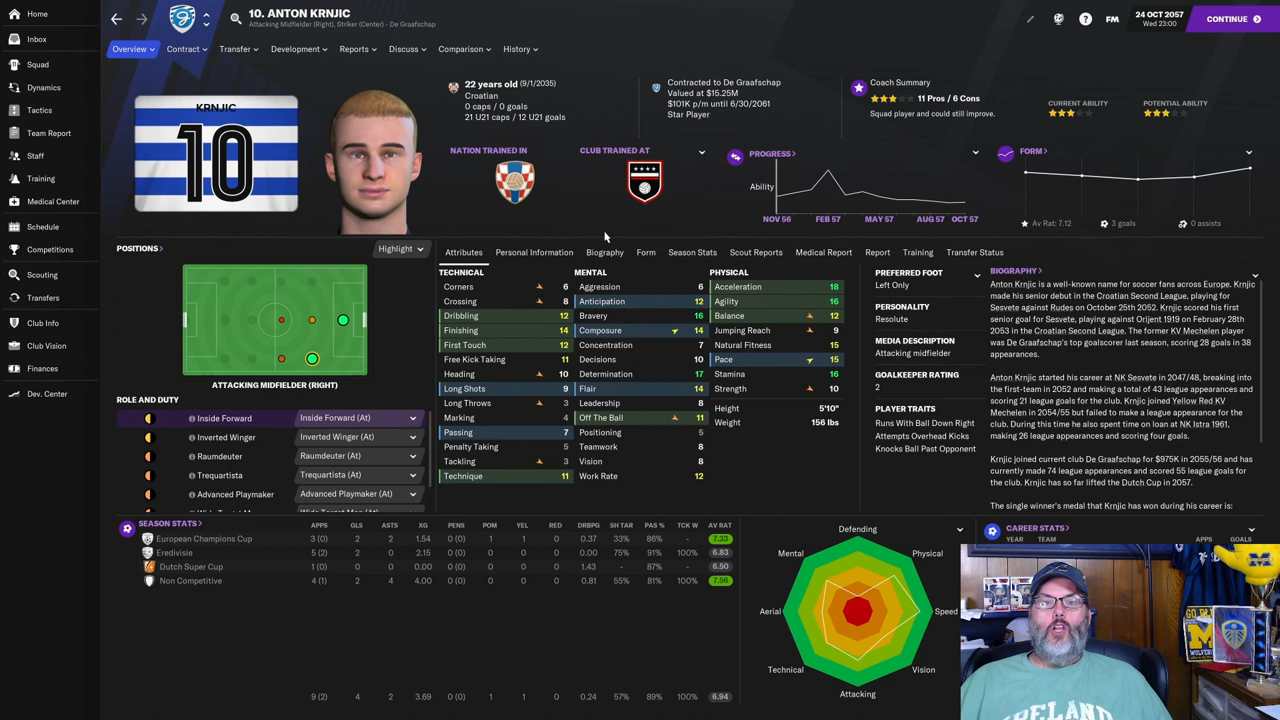 Home
Inbox
Squad
Dynamics
Tactics
Team Report
Staff
Training
Medical Center
Schedule
Competitions
Scouting
Transfers
Club Info
Club Vision
Finances
Dev. Center
10. ANTON KRNJIC
Attacking Midfielder (Right), Striker (Center) - De Graafschap
FM
24 OCT 2057
Wed 23:00
CONTINUE
Overview
Contract
Transfer
Development
Reports
Discuss
Comparison
History
KRNJIC
10
22 years old (9/1/2035)
Croatian
0 caps / 0 goals
21 U21 caps / 12 U21 goals
Contracted to De Graafschap
Valued at $15.25M
$101K p/m until 6/30/2061
Star Player
Coach Summary
11 Pros / 6 Cons
Squad player and could still improve.
CURRENT ABILITY
POTENTIAL ABILITY
NATION TRAINED IN
CLUB TRAINED AT
PROGRESS
Ability
NOV 56 FEB 57 MAY 57 AUG 57 OCT 57
FORM
Av Rat: 7.12
3 goals
0 assists
POSITIONS
Highlight
ATTACKING MIDFIELDER (RIGHT)
ROLE AND DUTY
Inside Forward Inside Forward (At)
Inverted Winger Inverted Winger (At)
Raumdeuter Raumdeuter (At)
Trequartista Trequartista (At)
Advanced Playmaker Advanced Playmaker (At)
Attributes Personal Information Biography Form Season Stats Scout Reports Medical Report Report Training Transfer Status
TECHNICAL
Corners 6
Crossing 8
Dribbling 12
Finishing 14
First Touch 12
Free Kick Taking 11
Heading 10
Long Shots 9
Long Throws 3
Marking 4
Passing 7
Penalty Taking 5
Tackling 3
Technique 11
MENTAL
Aggression 6
Anticipation 12
Bravery 16
Composure 14
Concentration 7
Decisions 10
Determination 17
Flair 14
Leadership 8
Off The Ball 11
Positioning 5
Teamwork 8
Vision 8
Work Rate 12
PHYSICAL
Acceleration 18
Agility 16
Balance 12
Jumping Reach 9
Natural Fitness 15
Pace 15
Stamina 16
Strength 10
Height 5'10"
Weight 156 lbs
PREFERRED FOOT
Left Only
PERSONALITY
Resolute
MEDIA DESCRIPTION
Attacking midfielder
GOALKEEPER RATING
2
PLAYER TRAITS
Runs With Ball Down Right
Attempts Overhead Kicks
Knocks Ball Past Opponent
BIOGRAPHY
Anton Krnjic is a well-known name for soccer fans across Europe. Krnjic
made his senior debut in the Croatian Second League, playing for
Sesvete against Rudes on October 25th 2052. Krnjic scored his first
senior goal for Sesvete, playing against Orijent 1919 on February 28th
2053 in the Croatian Second League. The former KV Mechelen player
was De Graafschap's top goalscorer last season, scoring 28 goals in 38
appearances.
Anton Krnjic started his career at NK Sesvete in 2047/48, breaking into
the first-team in 2052 and making a total of 43 league appearances and
scoring 21 league goals for the club. Krnjic joined Yellow Red KV
Mechelen in 2054/55 but failed to make a league appearance for the
club. During this time he also spent time on loan at NK Istra 1961,
making 26 league appearances and scoring four goals.
Krnjic joined current club De Graafschap for $975K in 2055/56 and has
currently made 74 league appearances and scored 55 league goals for
the club. Krnjic has so far lifted the Dutch Cup in 2057.
The single winner's medal that Krnjic has won during his career is:
SEASON STATS
APPS GLS ASTS XG PENS POM YEL RED DRBPG SH TAR PAS % TCK W AV RAT
European Champions Cup 3 (0) 2 2 1.54 0 (0) 1 1 0 0.37 33% 86% - 7.33
Eredivisie 5 (2) 2 0 2.15 0 (0) 0 0 0 0.00 75% 91% 100% 6.83
Dutch Super Cup 1 (0) 0 0 0.00 0 (0) 0 0 0 1.43 - 87% - 6.50
Non Competitive 4 (1) 2 4 4.00 0 (0) 0 0 0 0.81 55% 81% 100% 7.56
9 (2) 4 2 3.69 0 (0) 1 1 0 0.24 57% 89% 100% 6.94
Defending
Physical
Speed
Vision
Attacking
Technical
Aerial
Mental
CAREER STATS
YEAR TEAM APPS GOALS
M
IRELAND